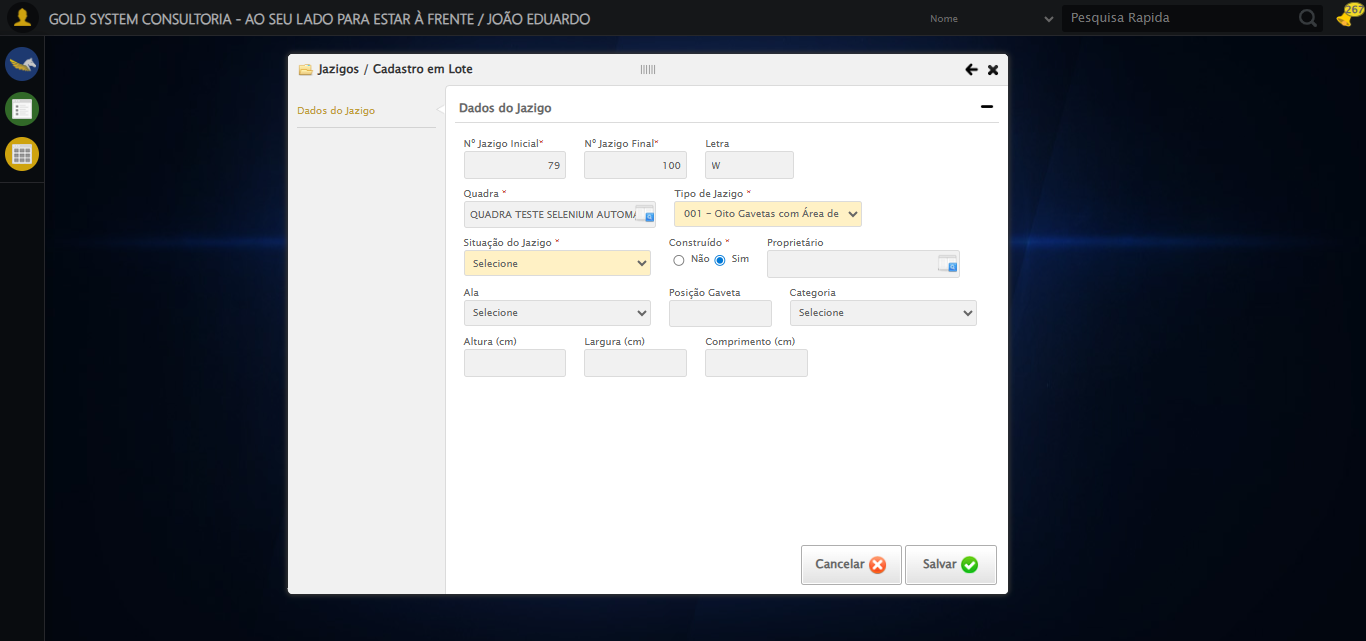 GOLD SYSTEM CONSULTORIA - AO SEU LADO PARA ESTAR À FRENTE / JOÃO EDUARDO
Nome
Pesquisa Rapida
267
Jazigos / Cadastro em Lote
Dados do Jazigo
Dados do Jazigo
Nº Jazigo Inicial* Nº Jazigo Final* Letra
79 100 W
Quadra * Tipo de Jazigo *
QUADRA TESTE SELENIUM AUTOMA 001 - Oito Gavetas com Área de
Situação do Jazigo * Construído * Proprietário
Selecione Não Sim
Ala Posição Gaveta Categoria
Selecione Selecione
Altura (cm) Largura (cm) Comprimento (cm)
Cancelar Salvar